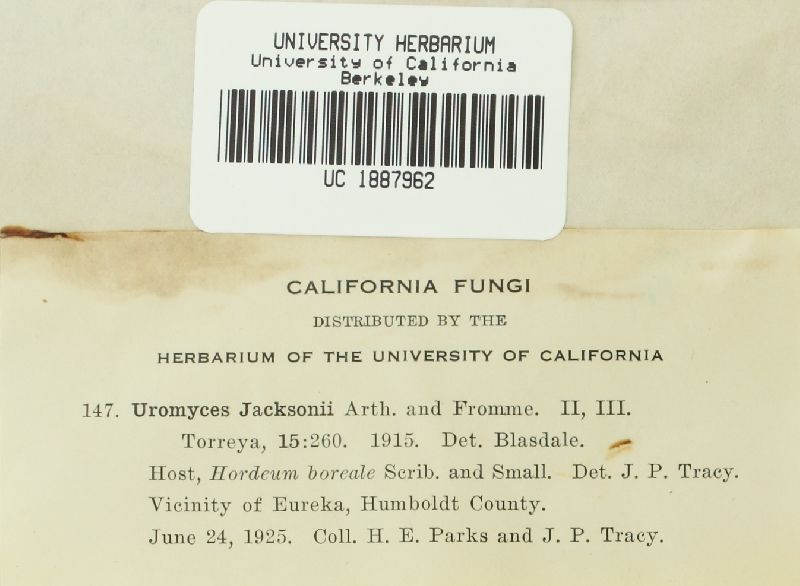 UNIVERSITY HERBARIUM
University of California
Berkeley
UC 1887962
CALIFORNIA FUNGI
DISTRIBUTED BY THE
HERBARIUM OF THE UNIVERSITY OF CALIFORNIA
147. Uromyces Jacksonii Arth. and Fromme. II, III.
Torreya, 15:260. 1915. Det. Blasdale.
Host, Hordeum boreale Scrib. and Small. Det. J. P. Tracy.
Vicinity of Eureka, Humboldt County.
June 24, 1925. Coll. H. E. Parks and J. P. Tracy.